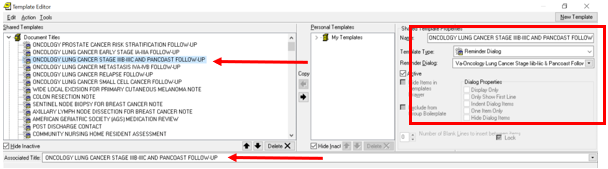 Template Editor
Edit Action Tools
New Template
Shared Templates
Personal Templates
Shared Template Properties
Document Titles
ONCOLOGY PROSTATE CANCER RISK STRATIFICATION FOLLOW-UP
ONCOLOGY LUNG CANCER EARLY STAGE IA-IIIA FOLLOW-UP
ONCOLOGY LUNG CANCER STAGE IIIB-IIIC AND PANCOAST FOLLOW-UP
ONCOLOGY LUNG CANCER METASTASIS IVA-IVB FOLLOW-UP
ONCOLOGY LUNG CANCER RELAPSE FOLLOW-UP
ONCOLOGY LUNG CANCER SMALL CELL CANCER FOLLOW-UP
WIDE LOCAL EXCISION FOR PRIMARY CUTANEOUS MELANOMA NOTE
COLON RESECTION NOTE
SENTINEL NODE BIOPSY FOR BREAST CANCER NOTE
AXILLARY LYMPH NODE DISSECTION FOR BREAST CANCER NOTE
AMERICAN GERIATRIC SOCIETY (AGS) MEDICATION REVIEW
POST DISCHARGE CONTACT
COMMUNITY NURSING HOME RESIDENT ASSESSMENT
Copy
My Templates
Name: ONCOLOGY LUNG CANCER STAGE IIIB-IIIC AND PANCOAST FOLLOW
Template Type: Reminder Dialog
Reminder Dialog: Va-Oncology Lung Cancer Stage Iiib-Iiic & Pancoast Follow
Active
Hide Items in Templates Drawer
Exclude from Group Boilerplate
Dialog Properties
Display Only
Only Show First Line
Indent Dialog Items
One Item Only
Hide Dialog Items
0 Number of Blank Lines to insert between items
Lock
Hide Inactive
Delete
Hide Inact
Delete
Associated Title: ONCOLOGY LUNG CANCER STAGE IIIB-IIIC AND PANCOAST FOLLOW-UP